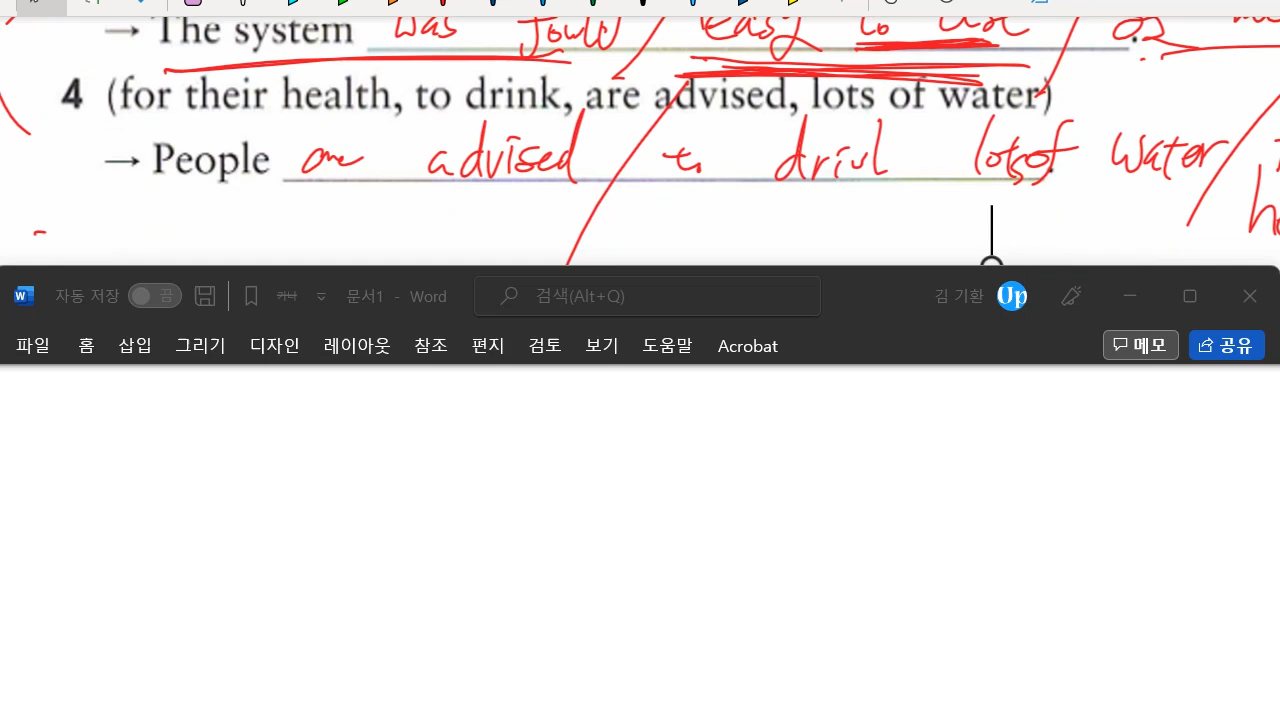 → The system was found / easy to use /
4 (for their health, to drink, are advised, lots of water)
→ People are advised / to drink lots of water /
자동 저장 끔 가나 문서1 - Word 검색(Alt+Q) 김 기환 Up
파일 홈 삽입 그리기 디자인 레이아웃 참조 편지 검토 보기 도움말 Acrobat 메모 공유